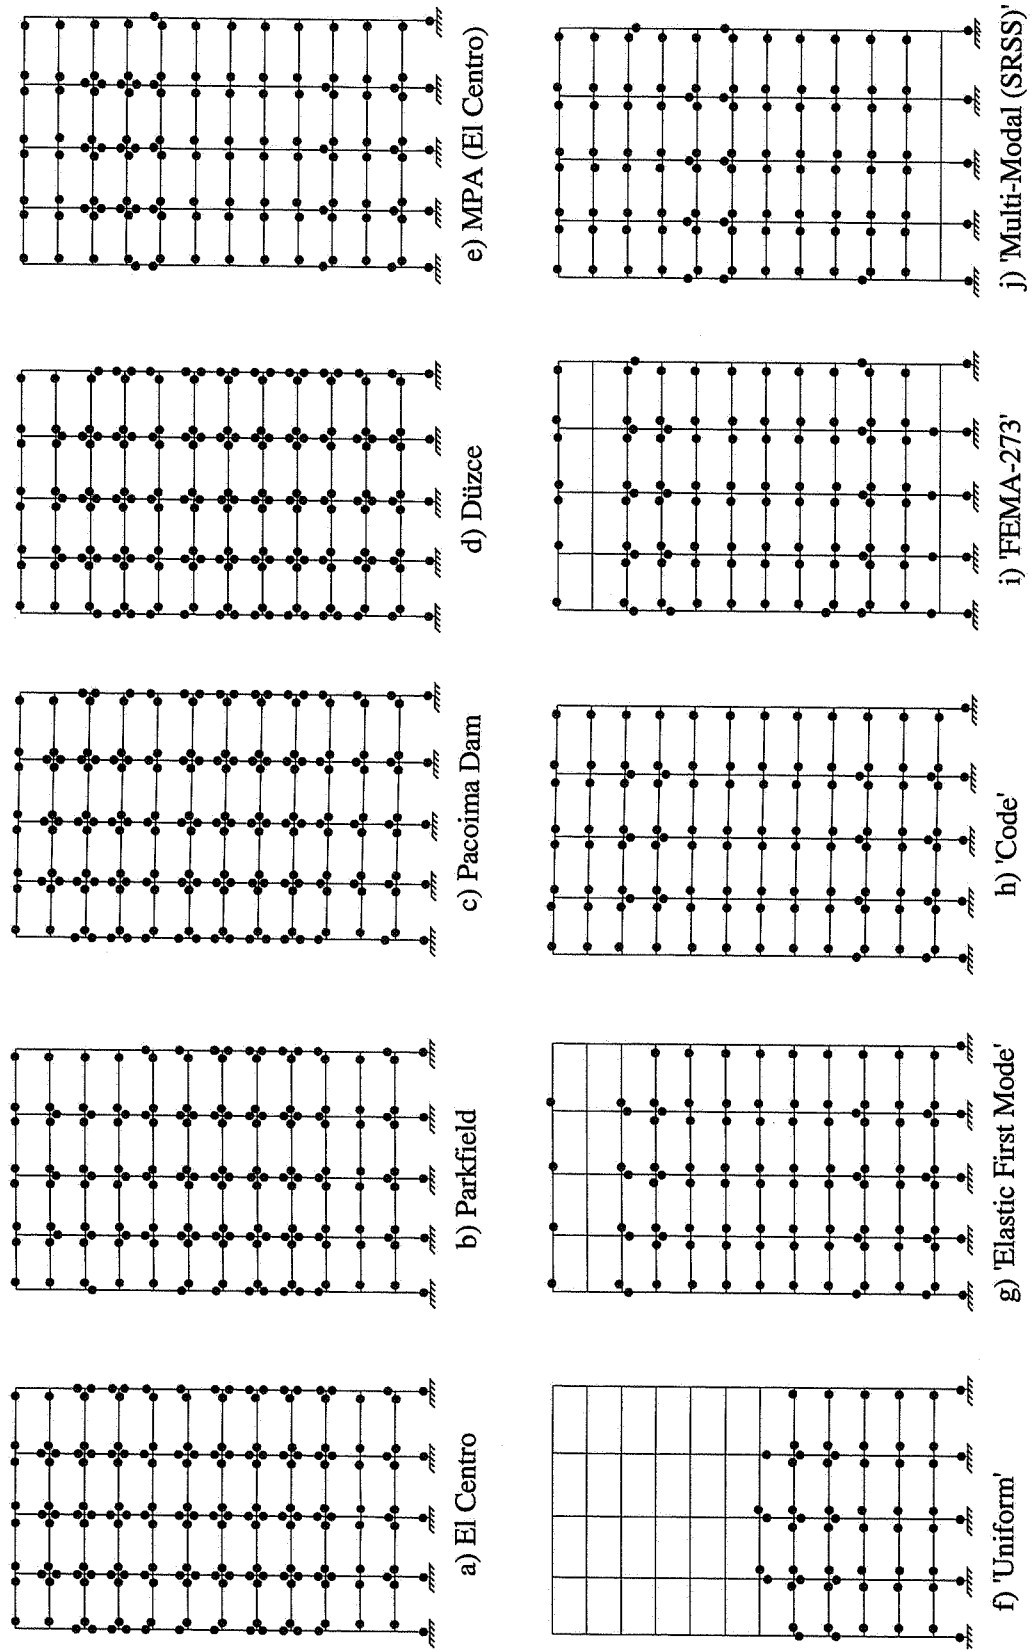 a) El Centro
b) Parkfield
c) Pacoima Dam
d) Düzce
e) MPA (El Centro)
f) 'Uniform'
g) 'Elastic First Mode'
h) 'Code'
i) 'FEMA-273'
j) 'Multi-Modal (SRSS)'